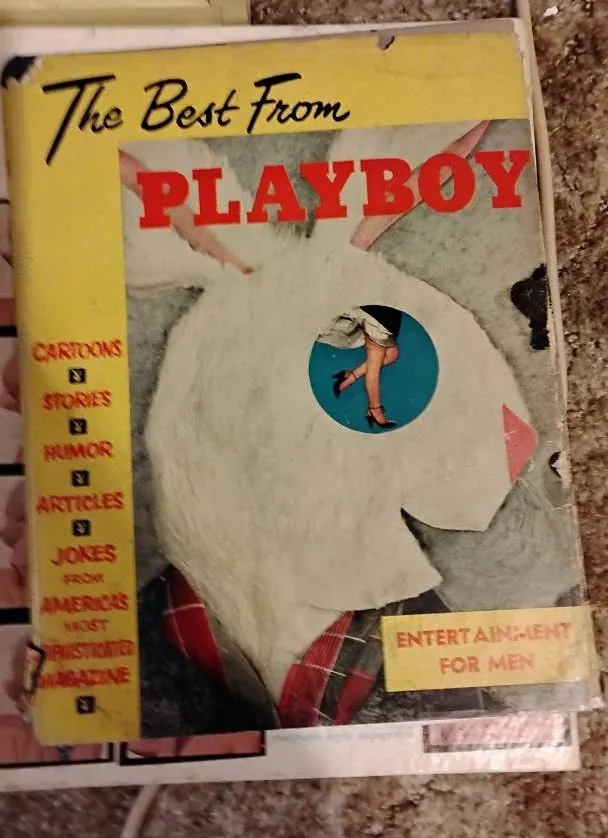 The Best From
PLAYBOY
CARTOONS
STORIES
HUMOR
ARTICLES
JOKES
FROM
AMERICA'S
MOST
SOPHISTICATED
MAGAZINE
ENTERTAINMENT
FOR MEN